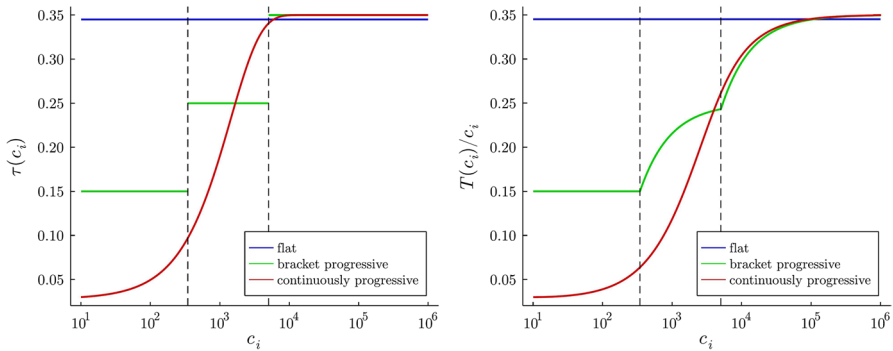 τ(c_i)
0.35
0.30
0.25
0.20
0.15
0.10
0.05
flat
bracket progressive
continuously progressive
10^1
10^2
10^3
10^4
10^5
10^6
c_i
T(c_i)/c_i
0.35
0.30
0.25
0.20
0.15
0.10
0.05
flat
bracket progressive
continuously progressive
10^1
10^2
10^3
10^4
10^5
10^6
c_i